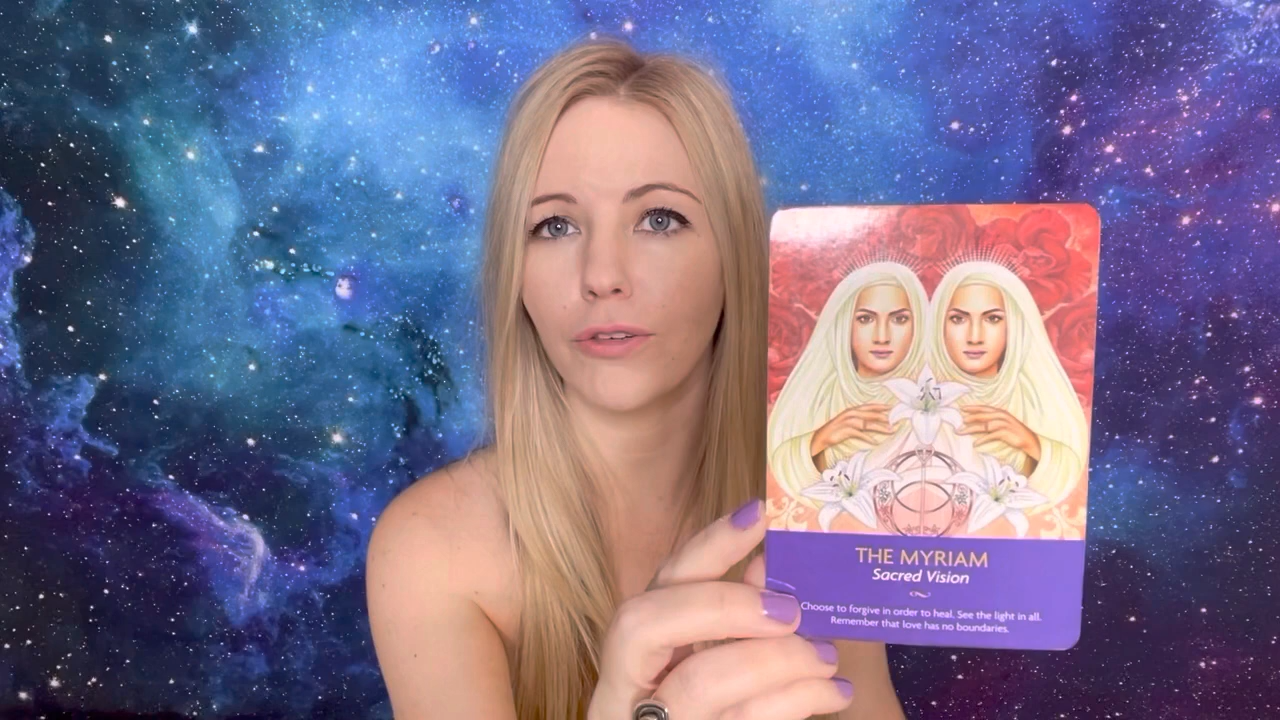 THE MYRIAM
Sacred Vision
Choose to forgive in order to heal. See the light in all.
Remember that love has no boundaries.